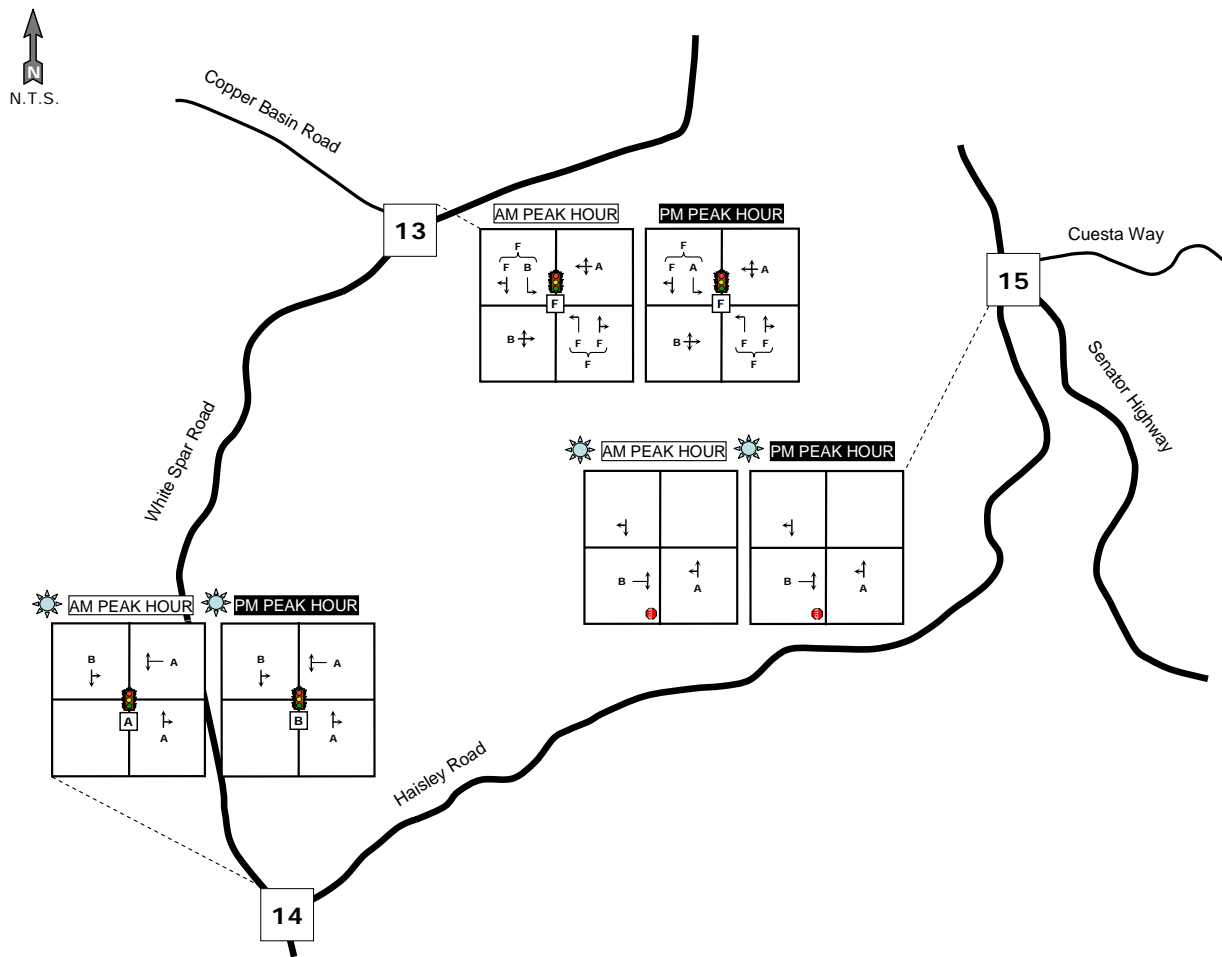 N
N.T.S.
Copper Basin Road
13
AM PEAK HOUR
PM PEAK HOUR
F
F B
A
F
B
F F
F
F
F A
A
F
B
F F
F
Cuesta Way
15
Senator Highway
White Spar Road
AM PEAK HOUR
PM PEAK HOUR
B
A
B
A
AM PEAK HOUR
PM PEAK HOUR
B
A
A
A
B
A
B
A
Haisley Road
14